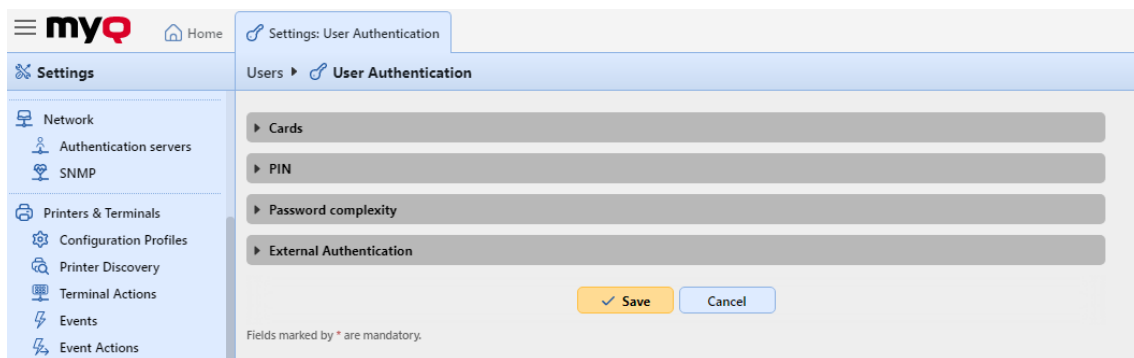 myQ
Home
Settings: User Authentication
Settings
Users
User Authentication
Network
Authentication servers
SNMP
Printers & Terminals
Configuration Profiles
Printer Discovery
Terminal Actions
Events
Event Actions
Cards
PIN
Password complexity
External Authentication
Save
Cancel
Fields marked by * are mandatory.